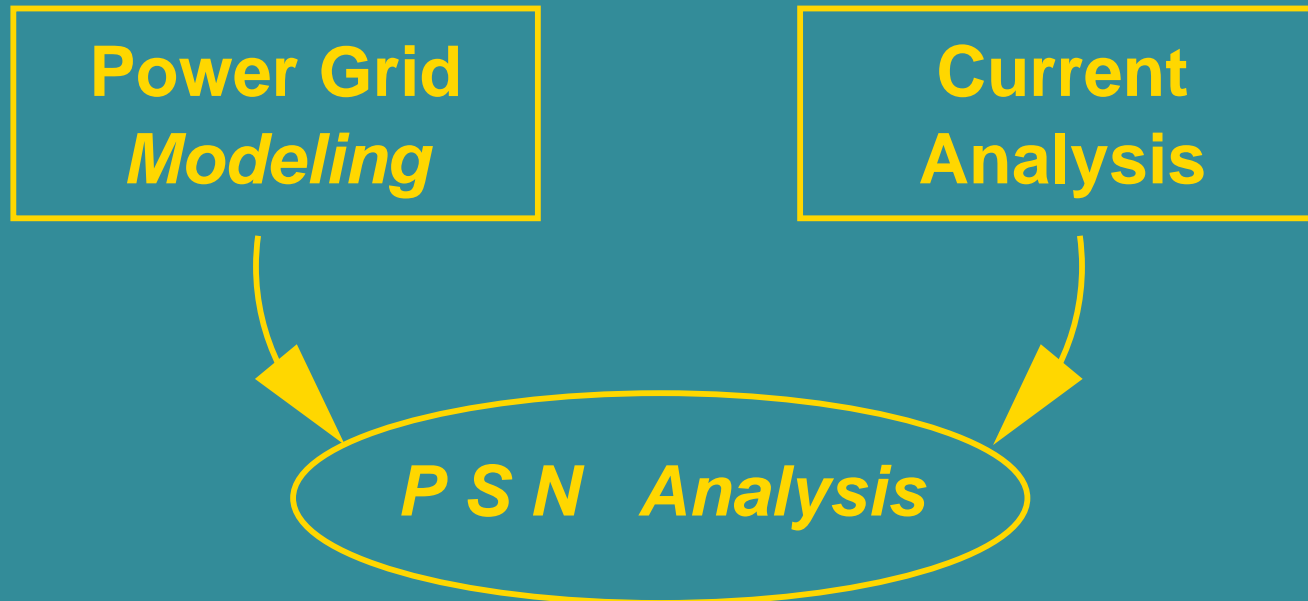 Power Grid
Modeling
Current
Analysis
P S N Analysis